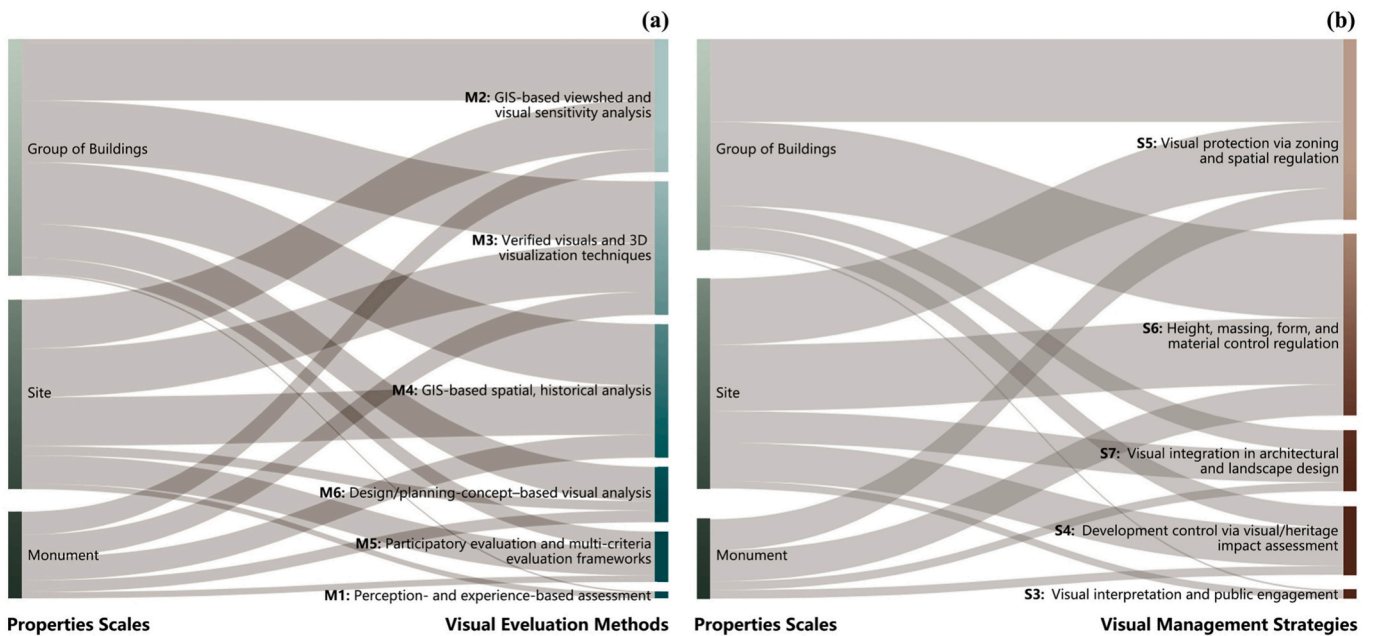 (a)
Group of Buildings
Site
Monument
M2: GIS-based viewshed and
visual sensitivity analysis
M3: Verified visuals and 3D
visualization techniques
M4: GIS-based spatial, historical analysis
M6: Design/planning-concept–based visual analysis
M5: Participatory evaluation and multi-criteria
evaluation frameworks
M1: Perception- and experience-based assessment
Properties Scales
Visual Eveluation Methods
(b)
Group of Buildings
Site
Monument
S5: Visual protection via zoning
and spatial regulation
S6: Height, massing, form, and
material control regulation
S7: Visual integration in architectural
and landscape design
S4: Development control via visual/heritage
impact assessment
S3: Visual interpretation and public engagement
Properties Scales
Visual Management Strategies